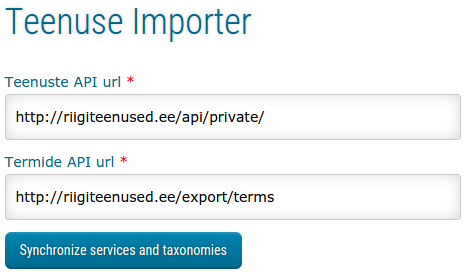 Teenuse Importer
Teenuste API url *
http://riigiteenused.ee/api/private/
Termide API url *
http://riigiteenused.ee/export/terms
Synchronize services and taxonomies